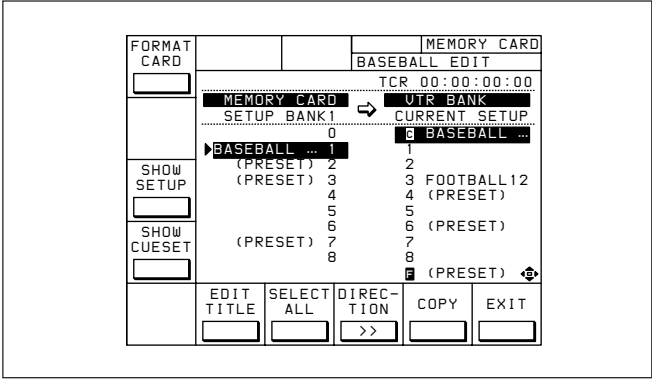 FORMAT CARD
MEMORY CARD
BASEBALL EDIT
TCR 00:00:00:00
MEMORY CARD VTR BANK
SETUP BANK1 CURRENT SETUP
0 C BASEBALL …
BASEBALL … 1 1
(PRESET) 2 2
(PRESET) 3 3 FOOTBALL12
4 4 (PRESET)
5 5
6 6 (PRESET)
(PRESET) 7 7
8 8
F (PRESET)
SHOW SETUP
SHOW CUESET
EDIT TITLE
SELECT ALL
DIREC-
TION
>>
COPY
EXIT